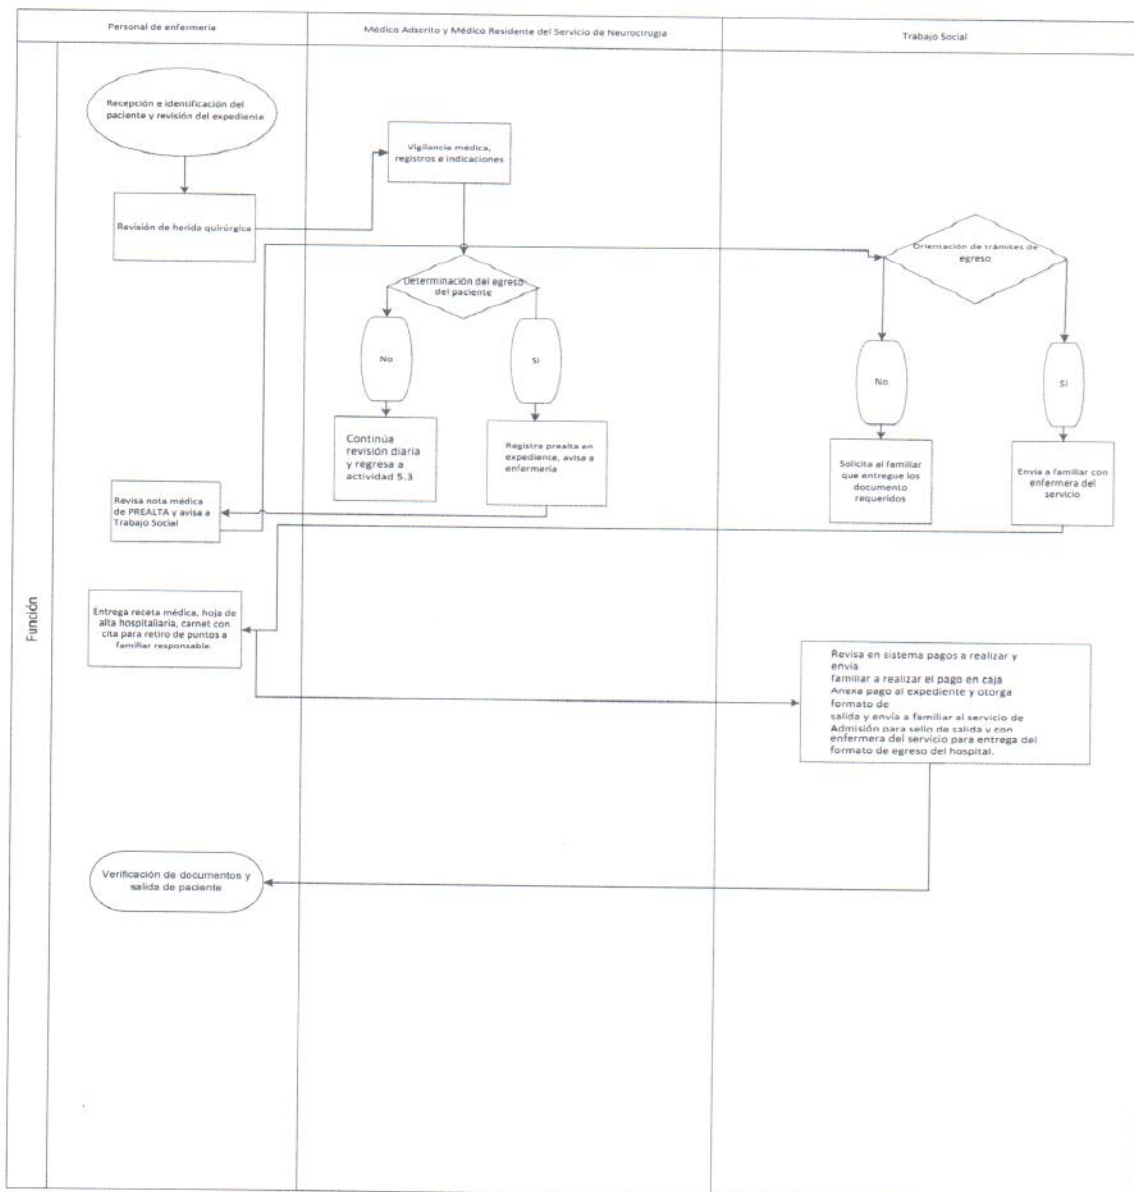 Personal de enfermería
Médico Adscrito y Médico Residente del Servicio de Neurocirugía
Trabajo Social
Función
Recepción e identificación del
paciente y revisión del expediente
Vigilancia médica,
registros e indicaciones
Revisión de herida quirúrgica
Orientación de trámites de
egreso
Determinación del egreso
del paciente
No
Si
No
Si
Continúa
revisión diaria
y regresa a
actividad 5.3
Registra prealta en
expediente, avisa a
enfermería
Solicita al familiar
que entregue los
documento
requeridos
Envía a familiar con
enfermera del
servicio
Revisa nota médica
de PREALTA y avisa a
Trabajo Social
Entrega receta médica, hoja de
alta hospitaliaria, carnet con
cita para retiro de puntos a
familiar responsable.
Revisa en sistema pagos a realizar y
envía
familiar a realizar el pago en caja
Anexa pago al expediente y otorga
formato de
salida y envía a familiar al servicio de
Admisión para sello de salida y con
enfermera del servicio para entrega del
formato de egreso del hospital.
Verificación de documentos y
salida de paciente